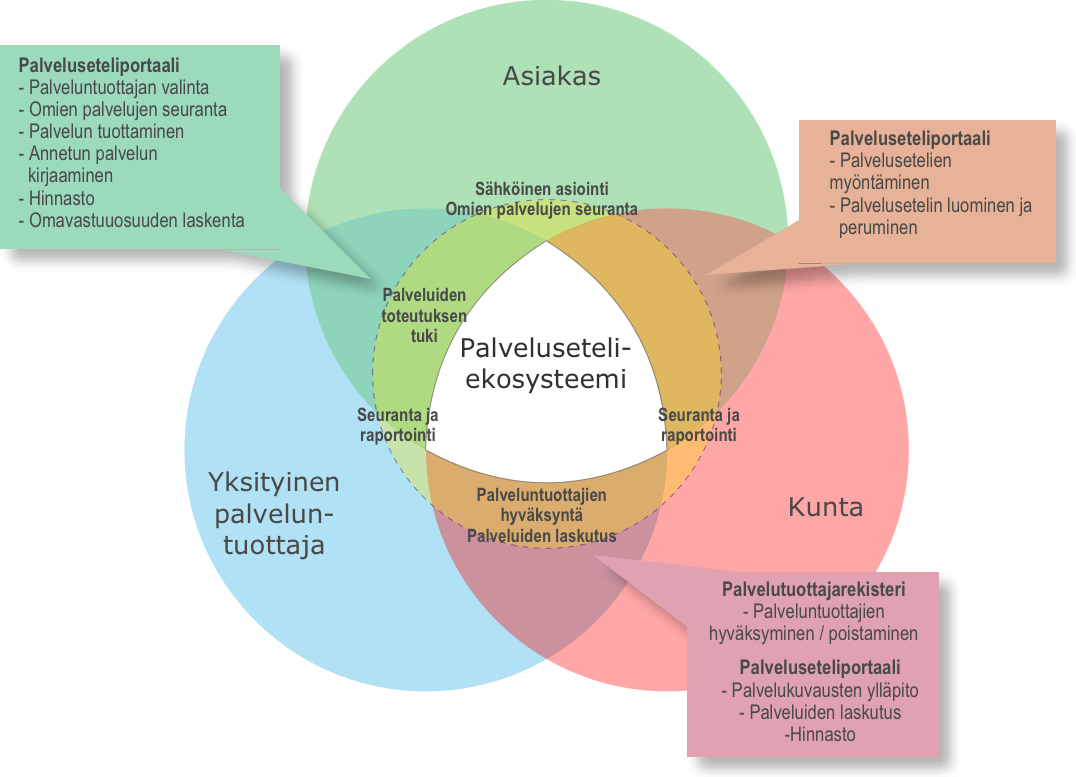 Palveluseteliportaali
- Palveluntuottajan valinta
- Omien palvelujen seuranta
- Palvelun tuottaminen
- Annetun palvelun
kirjaaminen
- Hinnasto
- Omavastuuosuuden laskenta
Asiakas
Palveluseteliportaali
- Palvelusetelien
myöntäminen
- Palvelusetelin luominen ja
peruminen
Sähköinen asiointi
Omien palvelujen seuranta
Palveluiden
toteutuksen
tuki
Palveluseteli-
ekosysteemi
Seuranta ja
raportointi
Seuranta ja
raportointi
Yksityinen
palvelun-
tuottaja
Palveluntuottajien
hyväksyntä
Palveluiden laskutus
Kunta
Palvelutuottajarekisteri
- Palveluntuottajien
hyväksyminen / poistaminen
Palveluseteliportaali
- Palvelukuvausten ylläpito
- Palveluiden laskutus
-Hinnasto